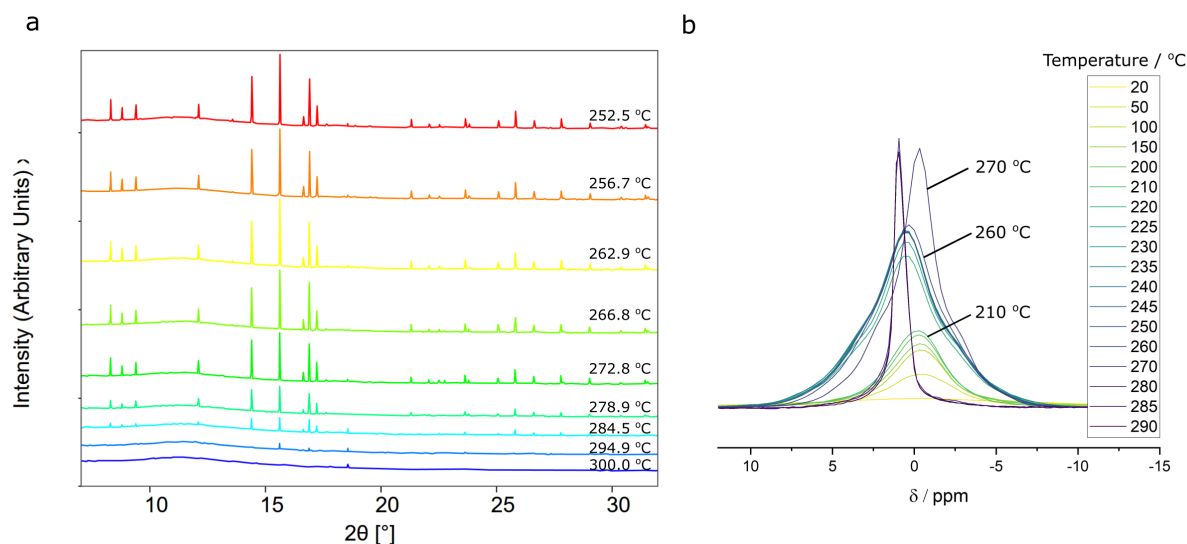 a
Intensity (Arbitrary Units)
252.5 ºC
256.7 ºC
262.9 ºC
266.8 ºC
272.8 ºC
278.9 ºC
284.5 ºC
294.9 ºC
300.0 ºC
10 15 20 25 30
2θ [°]
b
Temperature / ºC
20
50
100
150
200
210
220
225
230
235
240
245
250
260
270
280
285
290
270 ºC
260 ºC
210 ºC
10 5 0 -5 -10 -15
δ / ppm